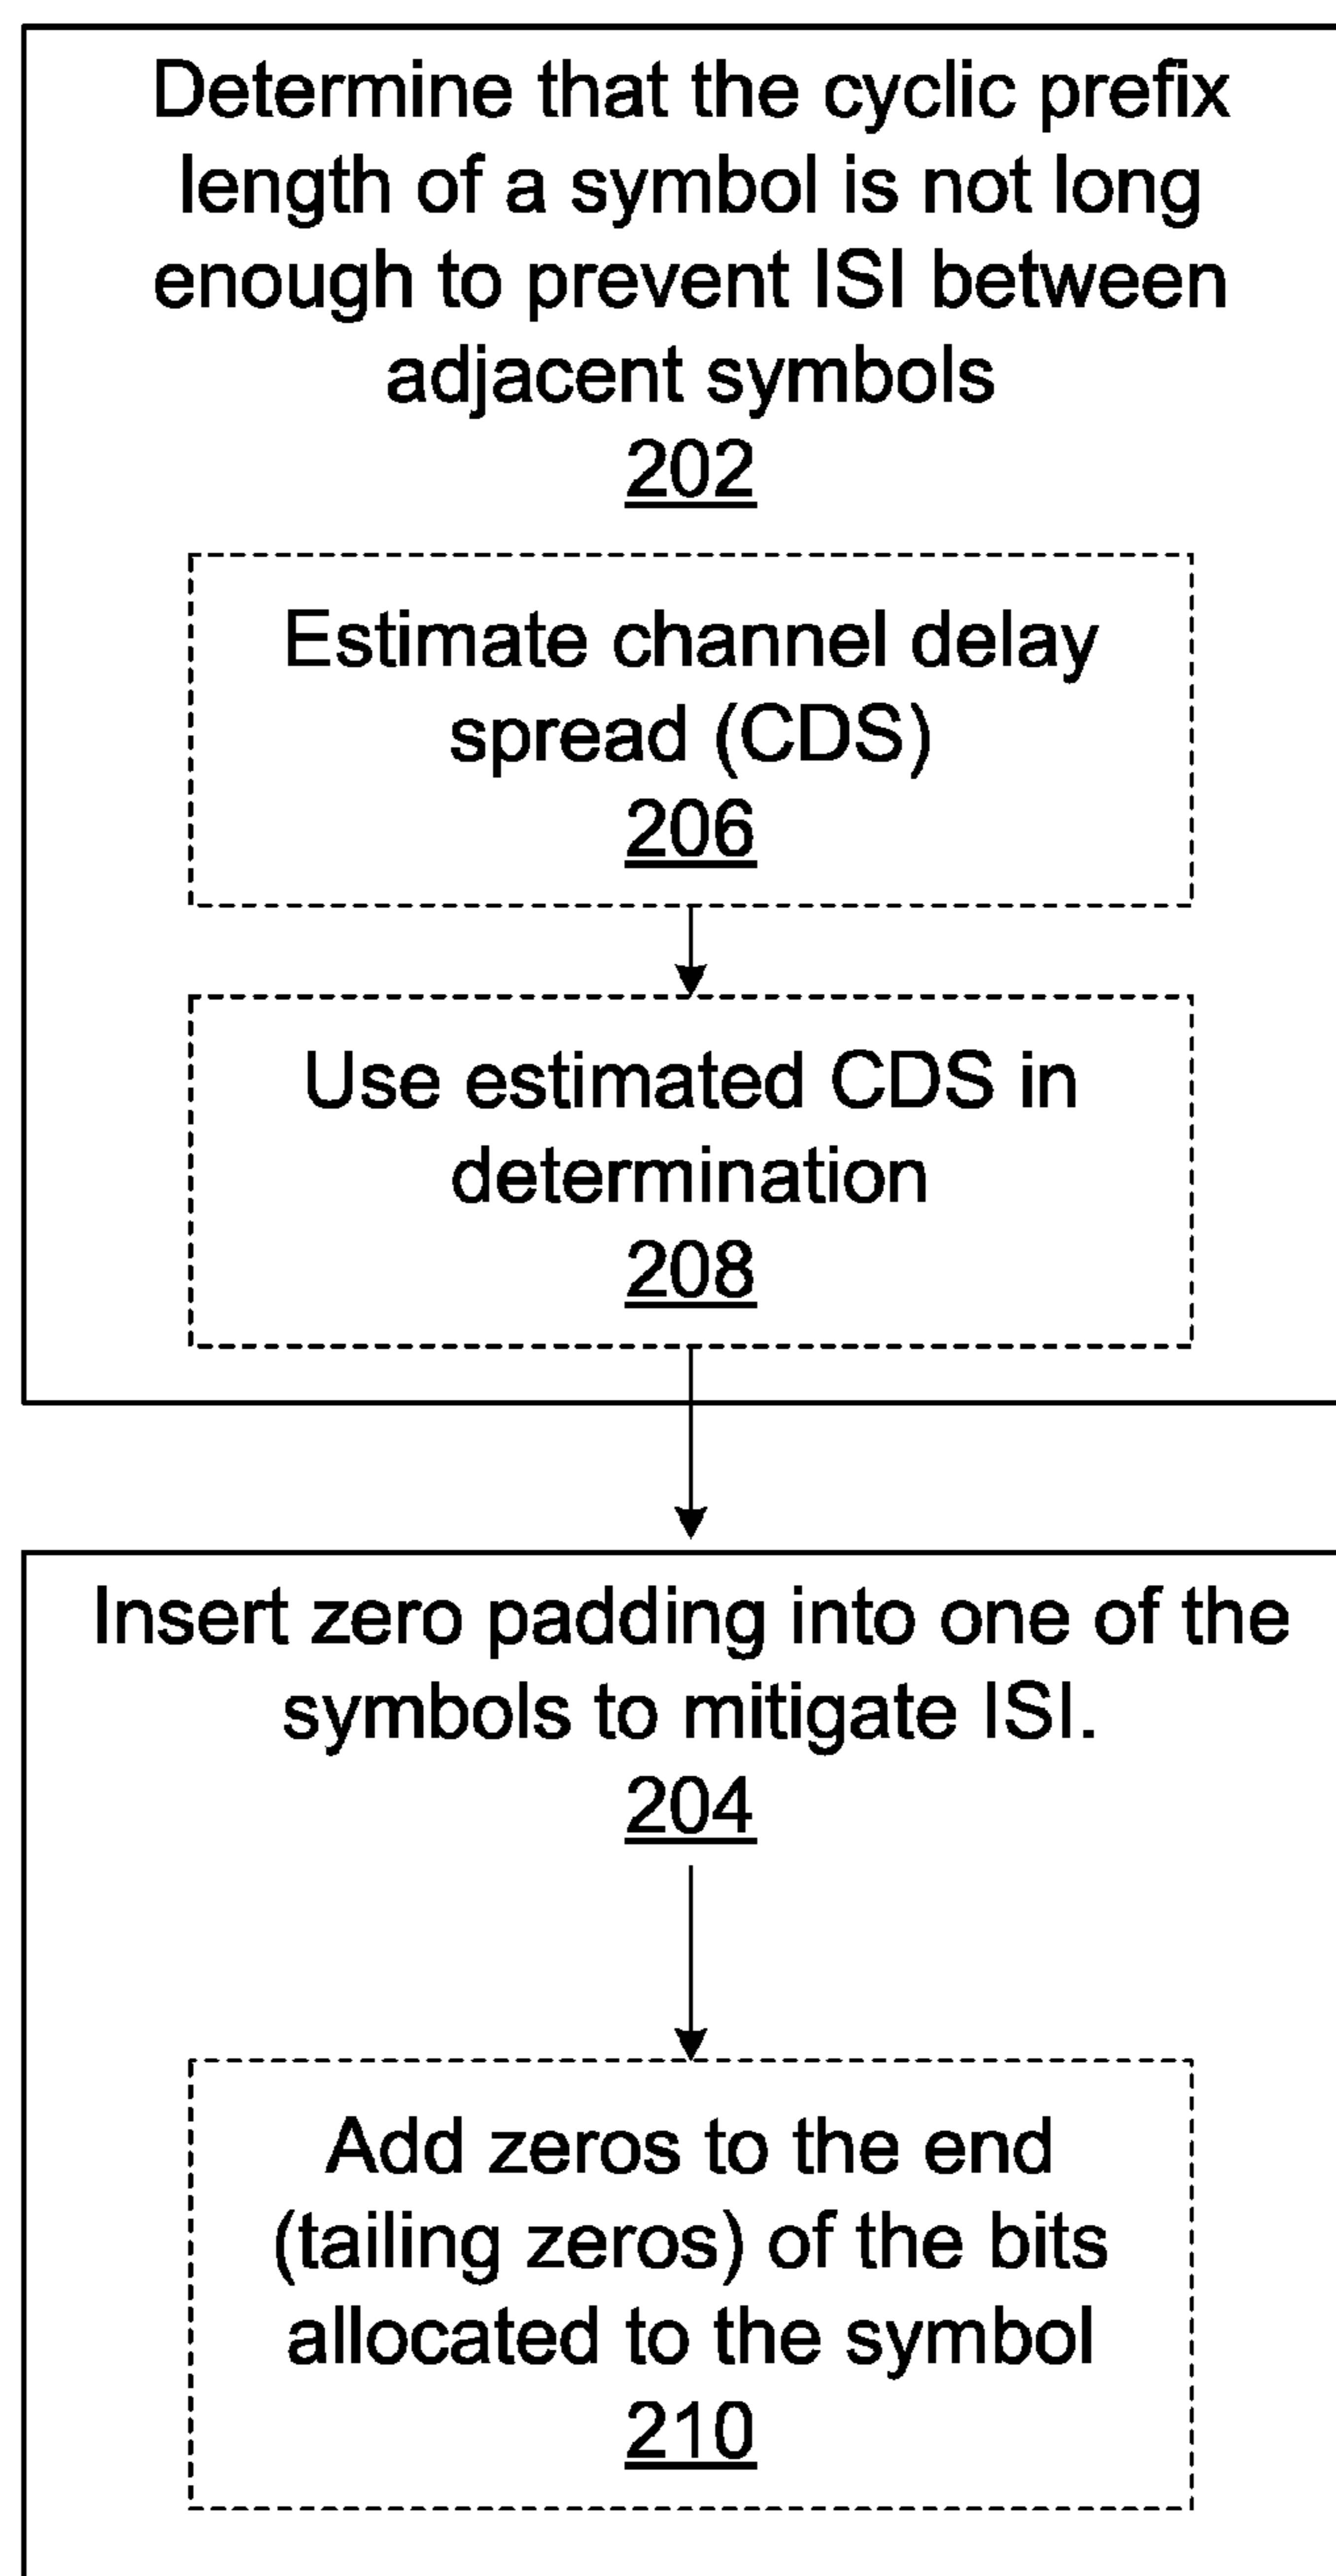 Determine that the cyclic prefix
length of a symbol is not long
enough to prevent ISI between
adjacent symbols
202
Estimate channel delay
spread (CDS)
206
Use estimated CDS in
determination
208
Insert zero padding into one of the
symbols to mitigate ISI.
204
Add zeros to the end
(tailing zeros) of the bits
allocated to the symbol
210